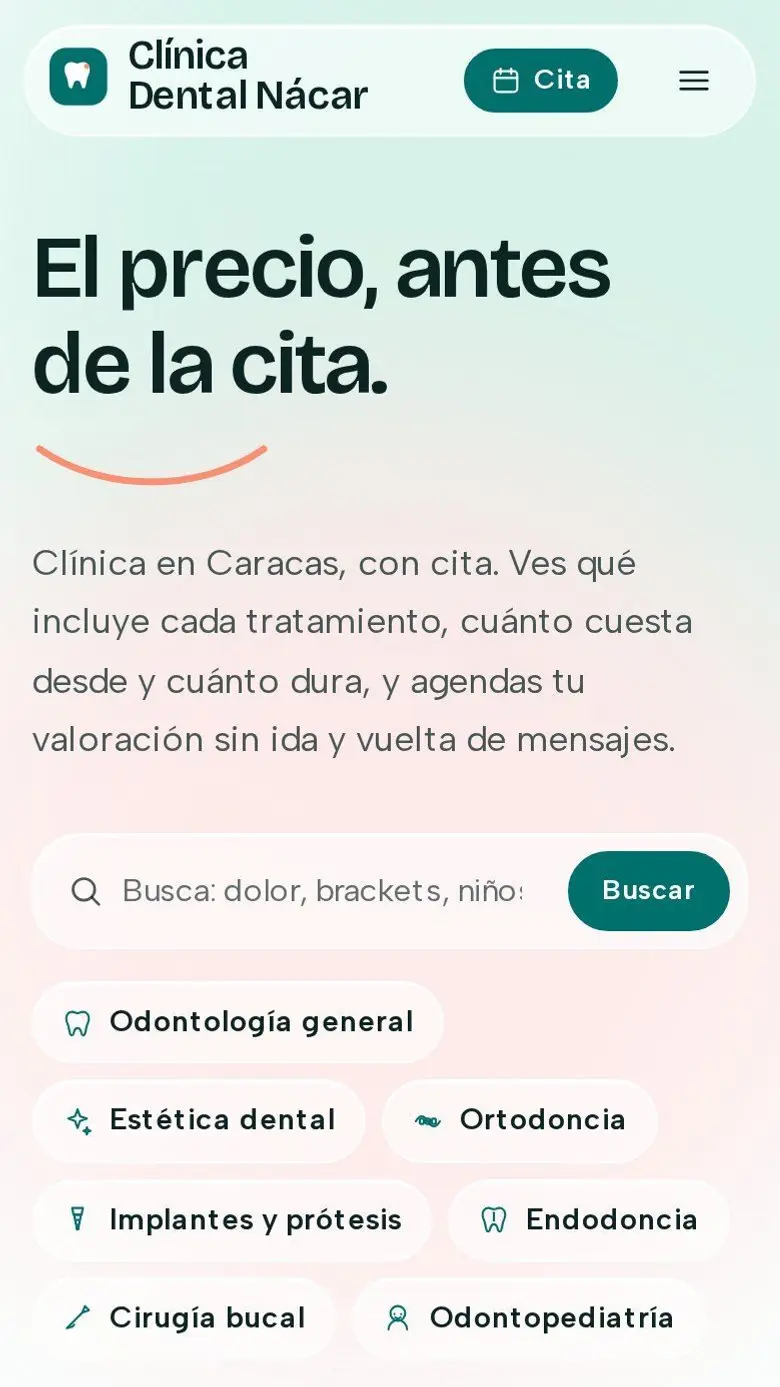 Clínica
Dental Nácar
Cita
El precio, antes
de la cita.
Clínica en Caracas, con cita. Ves qué
incluye cada tratamiento, cuánto cuesta
desde y cuánto dura, y agendas tu
valoración sin ida y vuelta de mensajes.
Busca: dolor, brackets, niños
Buscar
Odontología general
Estética dental
Ortodoncia
Implantes y prótesis
Endodoncia
Cirugía bucal
Odontopediatría